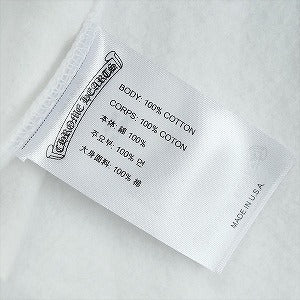 CHROME HEARTS
BODY: 100% COTTON
CORPS: 100% COTON
本体: 綿 100%
주요부: 100% 면
大身面料: 100% 棉
MADE IN U.S.A.